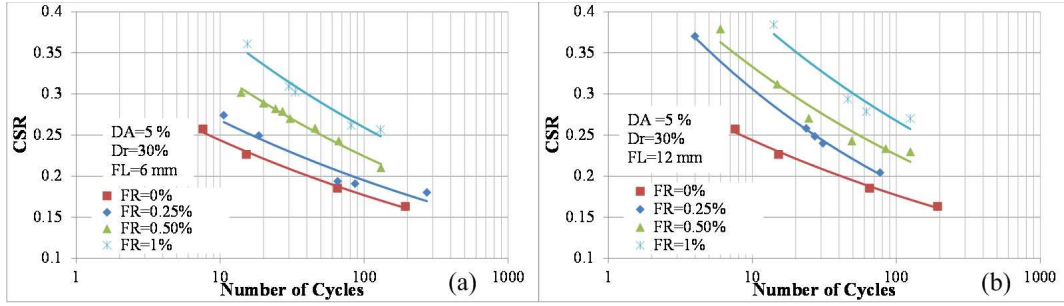 0.4
0.35
0.3
0.25
0.2
0.15
0.1
CSR
DA=5 %
Dr=30%
FL=6 mm
FR=0%
FR=0.25%
FR=0.50%
FR=1%
1 10 100 1000
Number of Cycles
(a)
0.4
0.35
0.3
0.25
0.2
0.15
0.1
CSR
DA=5 %
Dr=30%
FL=12 mm
FR=0%
FR=0.25%
FR=0.50%
FR=1%
1 10 100 1000
Number of Cycles
(b)